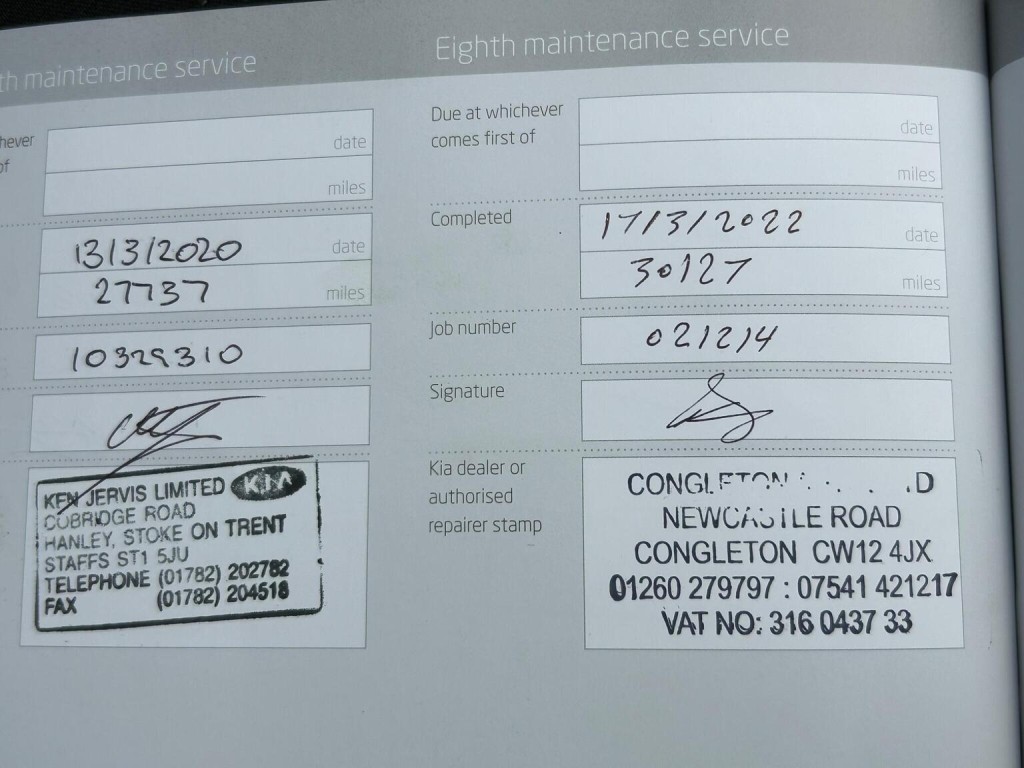 th maintenance service
hever
of
date
miles
13/3/2020 date
27737 miles
10329310
KEN JERVIS LIMITED KIA
COBRIDGE ROAD
HANLEY, STOKE ON TRENT
STAFFS ST1 5JU
TELEPHONE (01782) 202782
FAX (01782) 204518
Eighth maintenance service
Due at whichever
comes first of
date
miles
Completed
17/3/2022 date
30127 miles
Job number
021214
Signature
Kia dealer or
authorised
repairer stamp
CONGLETON
NEWCASTLE ROAD
CONGLETON CW12 4JX
01260 279797 : 07541 421217
VAT NO: 316 0437 33